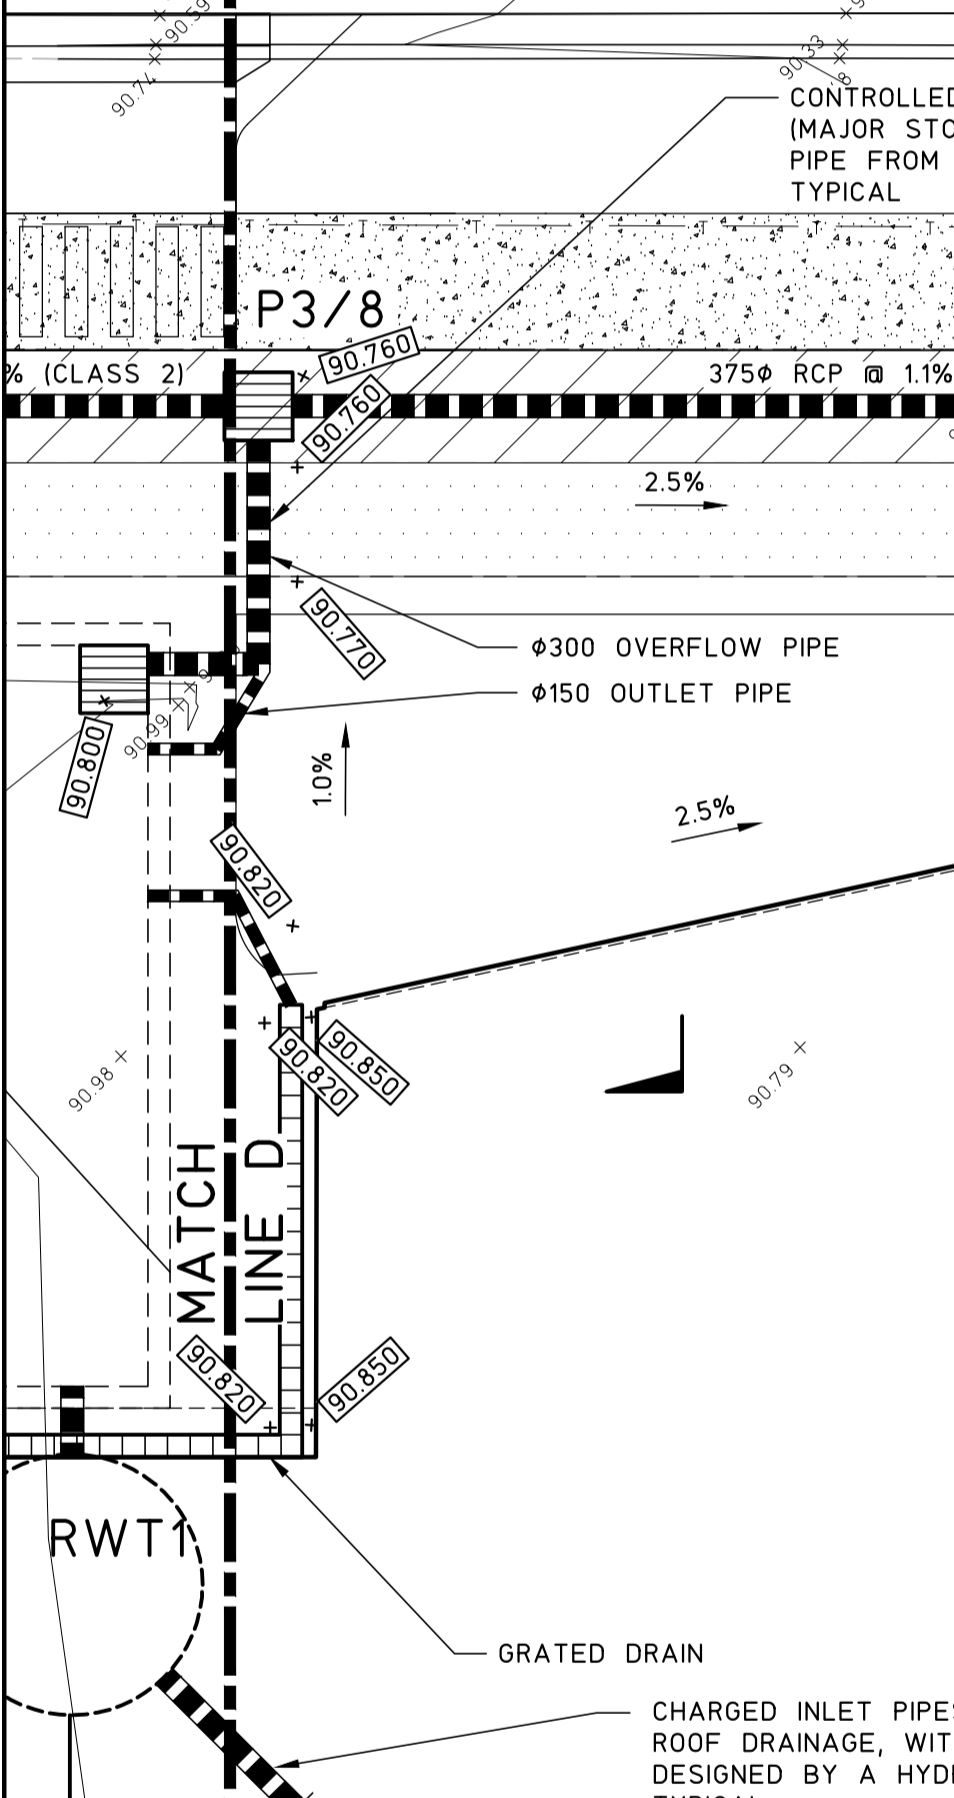 90.59
90.74
90.33
CONTROLLED
(MAJOR STO
PIPE FROM
TYPICAL
P3/8
90.760
% (CLASS 2)
375Φ RCP @ 1.1%
90.760
2.5%
90.770
Φ300 OVERFLOW PIPE
Φ150 OUTLET PIPE
90.99
90.800
1.0%
2.5%
90.820
90.850
90.820
90.98
90.79
MATCH
LINE D
90.820
90.850
RWT1
GRATED DRAIN
CHARGED INLET PIPES
ROOF DRAINAGE, WIT
DESIGNED BY A HYD
TYPICAL